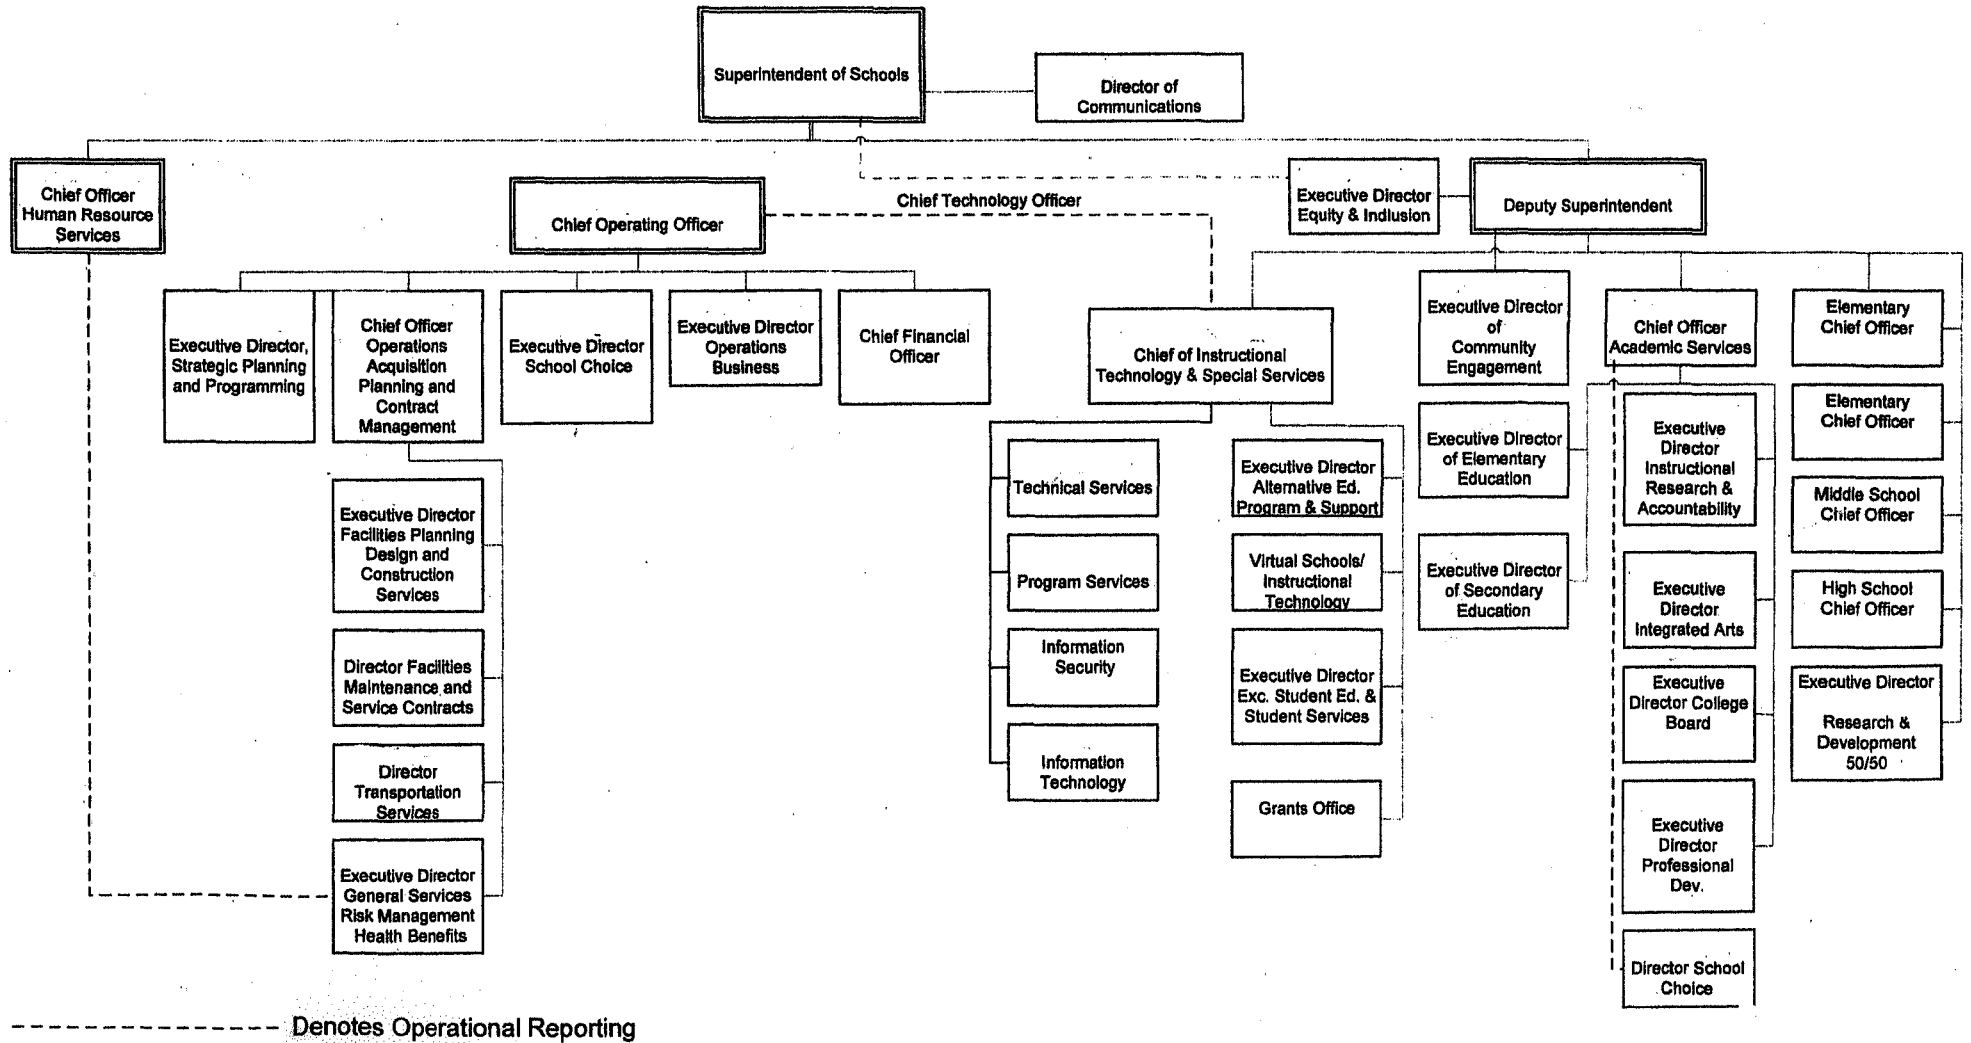 Superintendent of Schools
Director of
Communications
Chief Officer
Human Resource
Services
Chief Operating Officer
Chief Technology Officer
Executive Director
Equity & Inclusion
Deputy Superintendent
Executive Director,
Strategic Planning
and Programming
Chief Officer
Operations
Acquisition
Planning and
Contract
Management
Executive Director
School Choice
Executive Director
Operations
Business
Chief Financial
Officer
Chief of Instructional
Technology & Special Services
Executive Director
of
Community
Engagement
Chief Officer
Academic Services
Elementary
Chief Officer
Executive Director
Facilities Planning
Design and
Construction
Services
Director Facilities
Maintenance and
Service Contracts
Director
Transportation
Services
Executive Director
General Services
Risk Management
Health Benefits
Technical Services
Program Services
Information
Security
Information
Technology
Executive Director
Alternative Ed.
Program & Support
Virtual Schools/
Instructional
Technology
Executive Director
Exc. Student Ed. &
Student Services
Grants Office
Executive Director
of Elementary
Education
Executive Director
of Secondary
Education
Executive
Director
Instructional
Research &
Accountability
Executive
Director
Integrated Arts
Executive
Director College
Board
Executive
Director
Professional
Dev.
Director School
Choice
Elementary
Chief Officer
Middle School
Chief Officer
High School
Chief Officer
Executive Director
Research &
Development
50/50
Denotes Operational Reporting